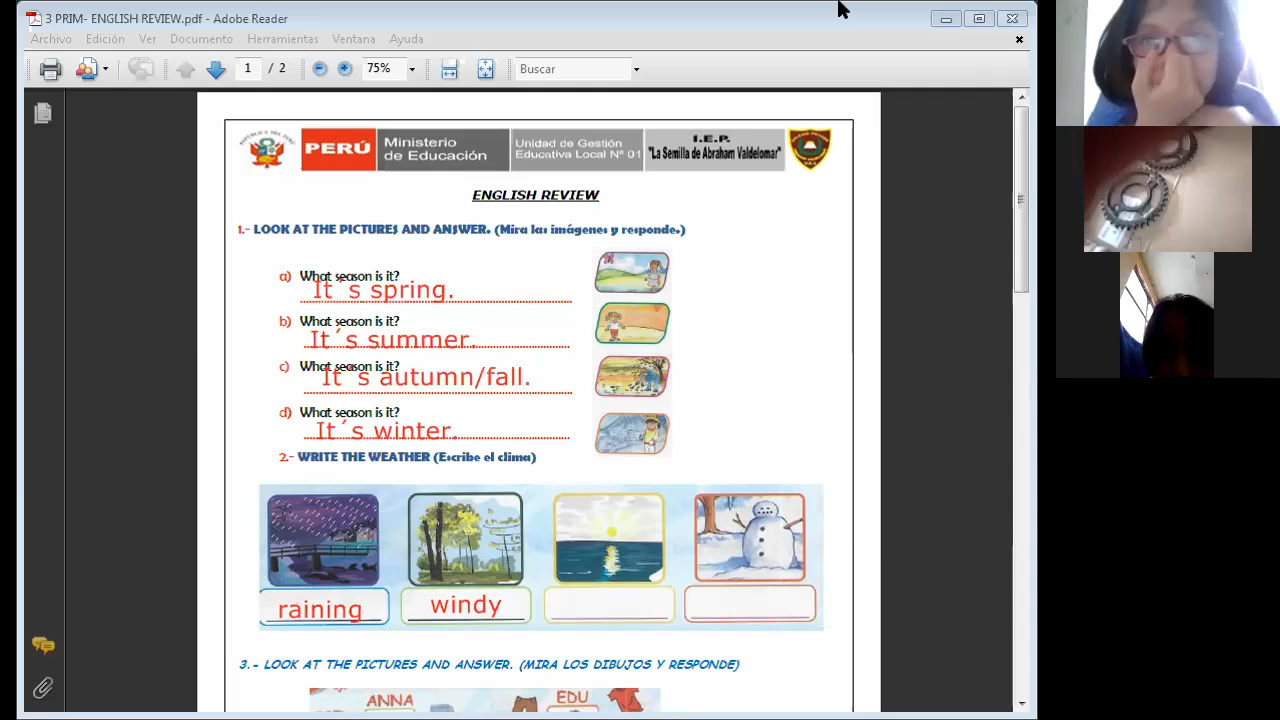 3 PRIM- ENGLISH REVIEW.pdf - Adobe Reader
Archivo Edición Ver Documento Herramientas Ventana Ayuda
1 / 2 75% Buscar
REPÚBLICA DEL PERÚ
PERÚ
Ministerio
de Educación
Unidad de Gestión
Educativa Local Nº 01
I.E.P.
"La Semilla de Abraham Valdelomar"
ENGLISH REVIEW
1.- LOOK AT THE PICTURES AND ANSWER. (Mira las imágenes y responde.)
a) What season is it?
It´s spring.
b) What season is it?
It´s summer.
c) What season is it?
It´s autumn/fall.
d) What season is it?
It´s winter.
2.- WRITE THE WEATHER (Escribe el clima)
raining windy
3.- LOOK AT THE PICTURES AND ANSWER. (MIRA LOS DIBUJOS Y RESPONDE)
ANNA EDU